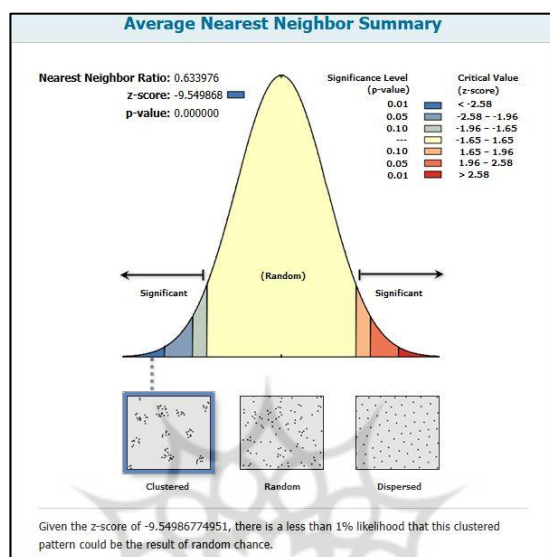 Average Nearest Neighbor Summary
Nearest Neighbor Ratio: 0.633976
z-score: -9.549868
p-value: 0.000000
Significance Level Critical Value
(p-value) (z-score)
0.01 < -2.58
0.05 -2.58 – -1.96
0.10 -1.96 – -1.65
--- -1.65 – 1.65
0.10 1.65 – 1.96
0.05 1.96 – 2.58
0.01 > 2.58
Significant (Random) Significant
Clustered Random Dispersed
Given the z-score of -9.54986774951, there is a less than 1% likelihood that this clustered
pattern could be the result of random chance.